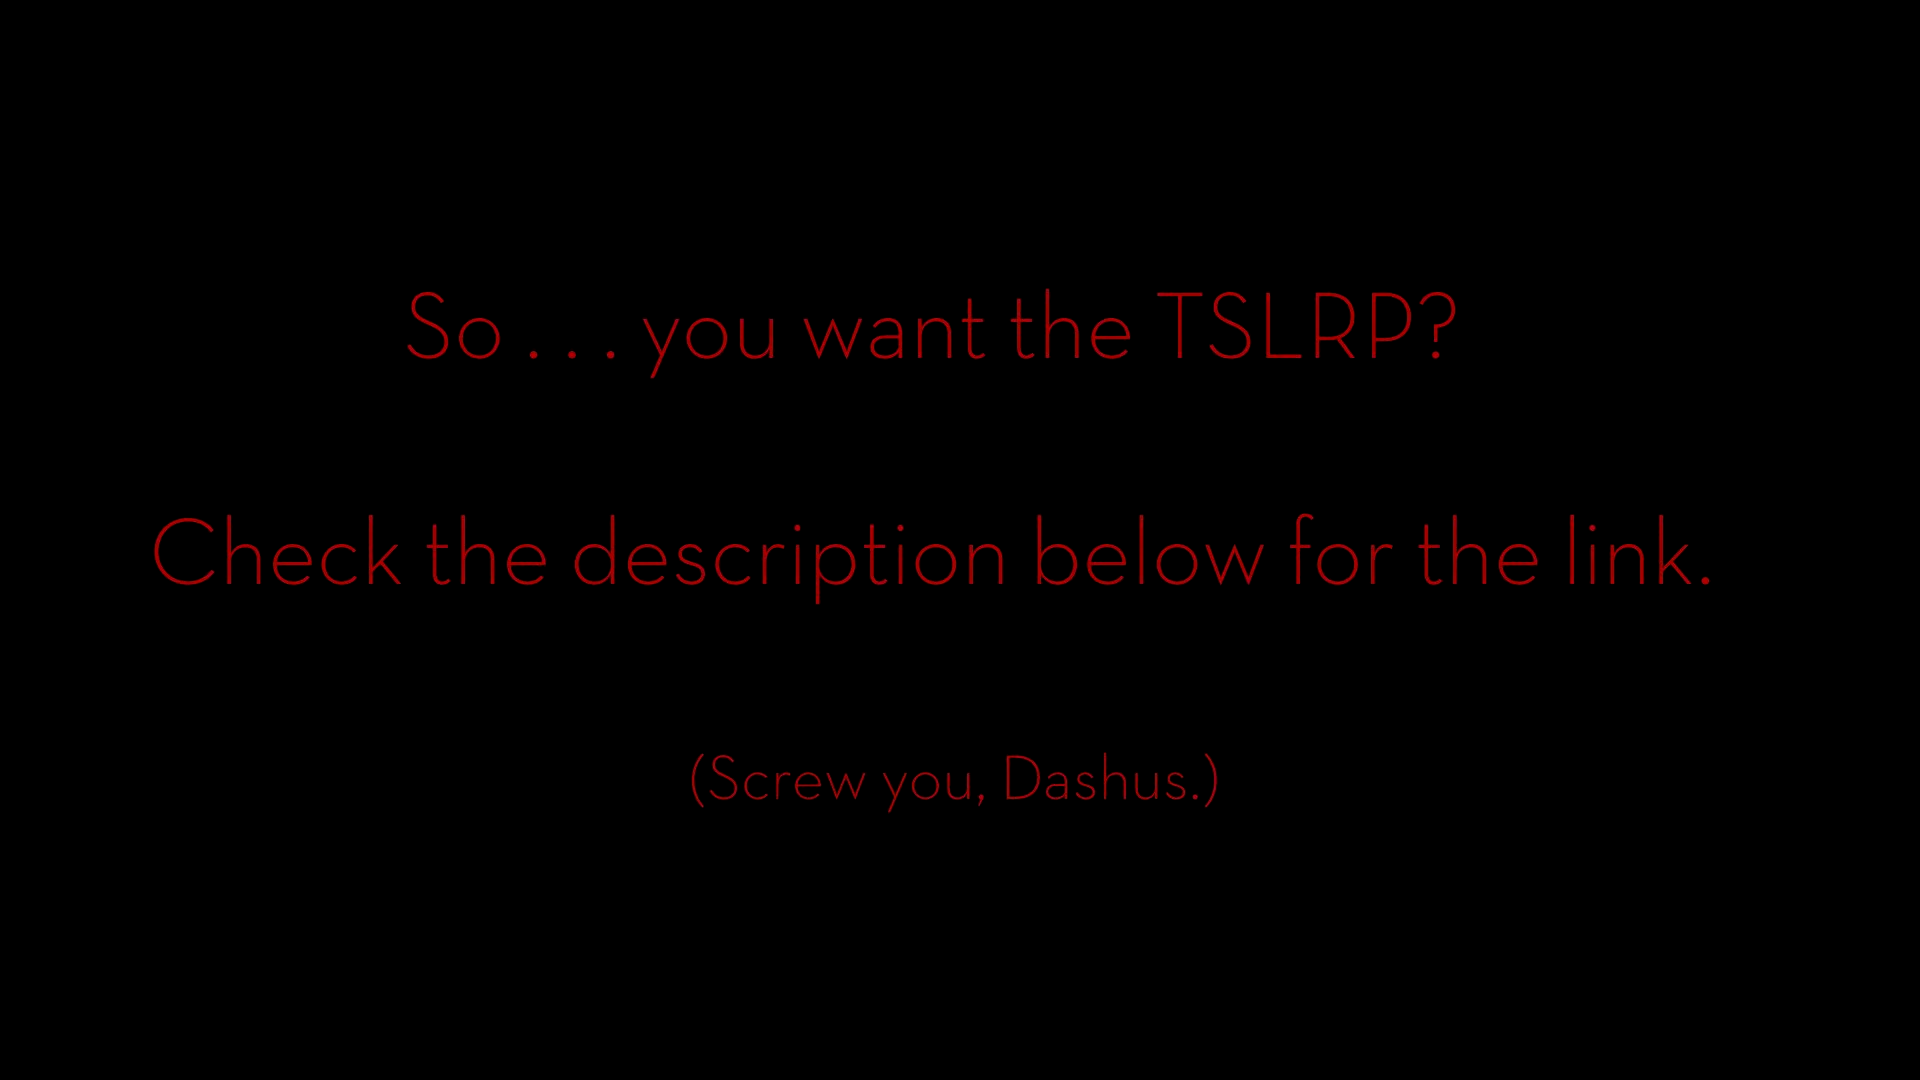 So . . . you want the TSLRP?
Check the description below for the link.
(Screw you, Dashus.)